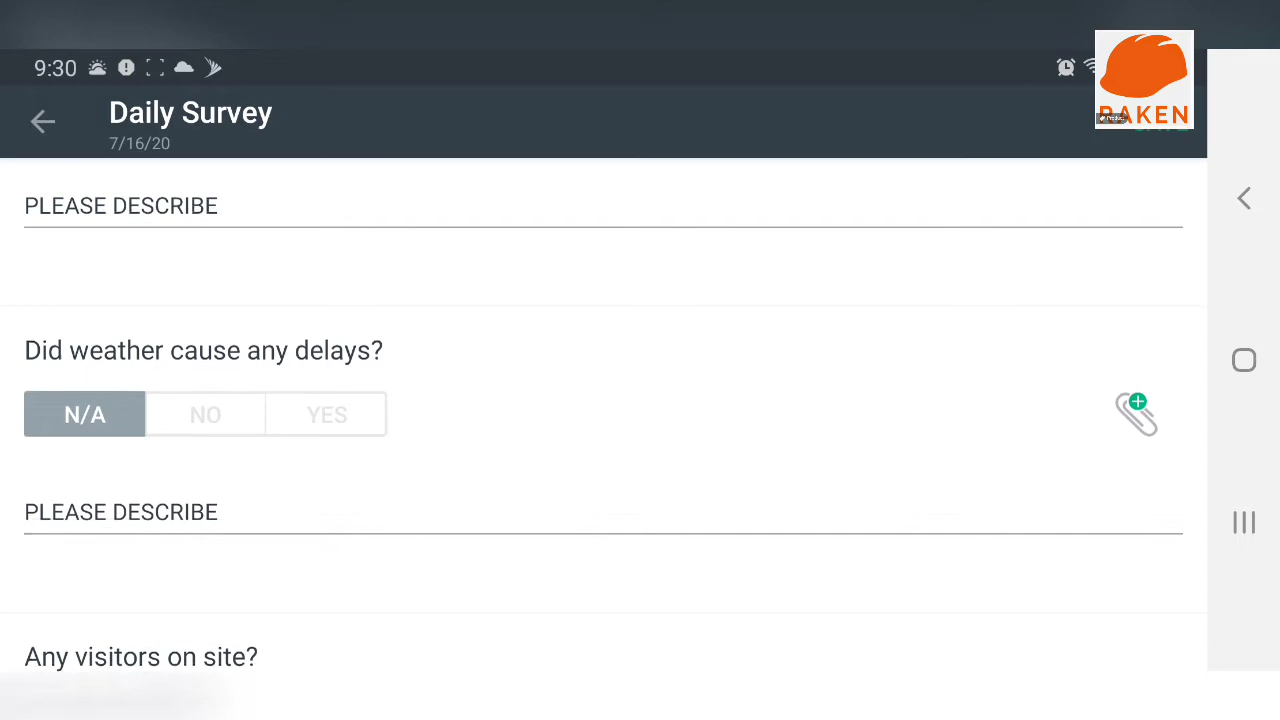 9:30
RAKEN
Product
Daily Survey
7/16/20
PLEASE DESCRIBE
Did weather cause any delays?
N/A NO YES
PLEASE DESCRIBE
Any visitors on site?